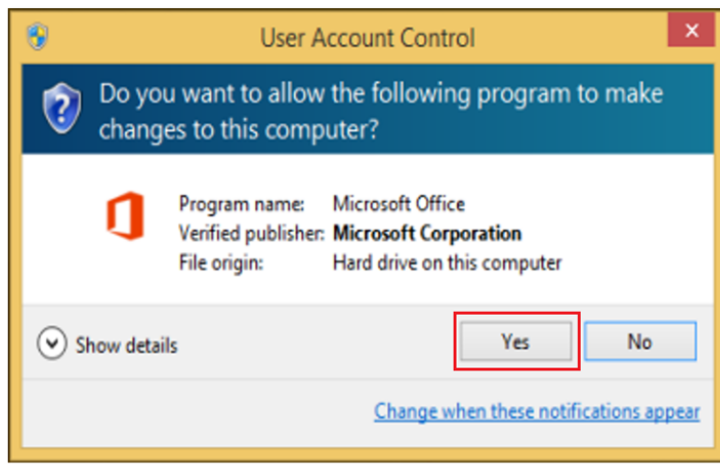 User Account Control
Do you want to allow the following program to make
changes to this computer?
Program name: Microsoft Office
Verified publisher: Microsoft Corporation
File origin: Hard drive on this computer
Show details
Yes
No
Change when these notifications appear